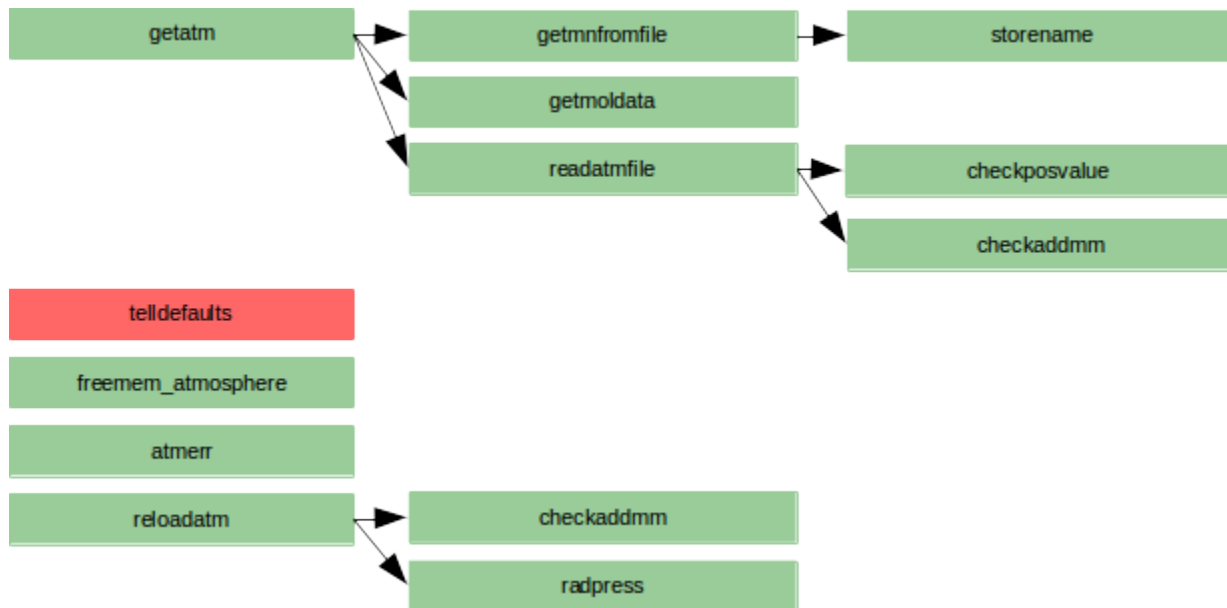 getatm
getmnfromfile
storename
getmoldata
readatmfile
checkposvalue
checkaddmm
telldefaults
freemem_atmosphere
atmerr
reloadatm
checkaddmm
radpress